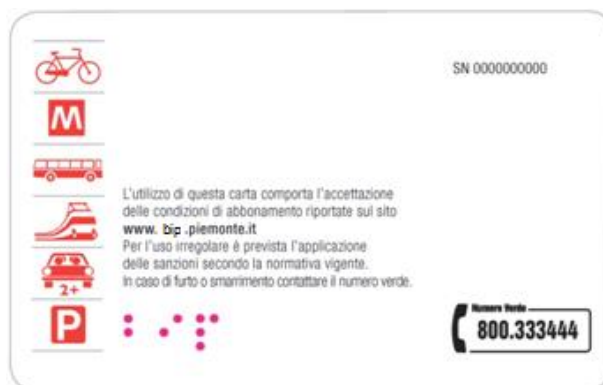 SN 0000000000
M
L'utilizzo di questa carta comporta l'accettazione
delle condizioni di abbonamento riportate sul sito
www. bip .piemonte.it
Per l'uso irregolare è prevista l'applicazione
delle sanzioni secondo la normativa vigente.
In caso di furto o smarrimento contattare il numero verde.
2+
P
⠃⠊⠏
Numero Verde
800.333444